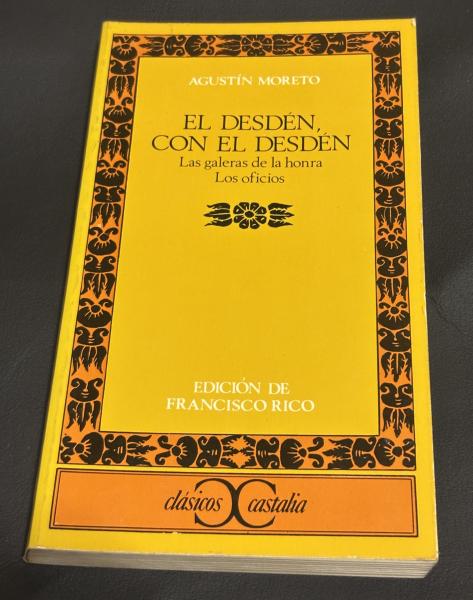 AGUSTÍN MORETO
EL DESDÉN,
CON EL DESDÉN
Las galeras de la honra
Los oficios
EDICIÓN DE
FRANCISCO RICO
clásicos CC castalia